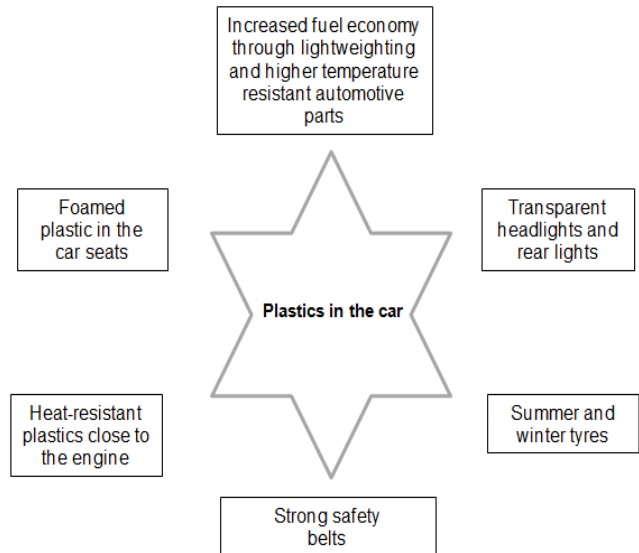 Increased fuel economy
through lightweighting
and higher temperature
resistant automotive
parts
Foamed
plastic in the
car seats
Transparent
headlights and
rear lights
Plastics in the car
Heat-resistant
plastics close to
the engine
Summer and
winter tyres
Strong safety
belts